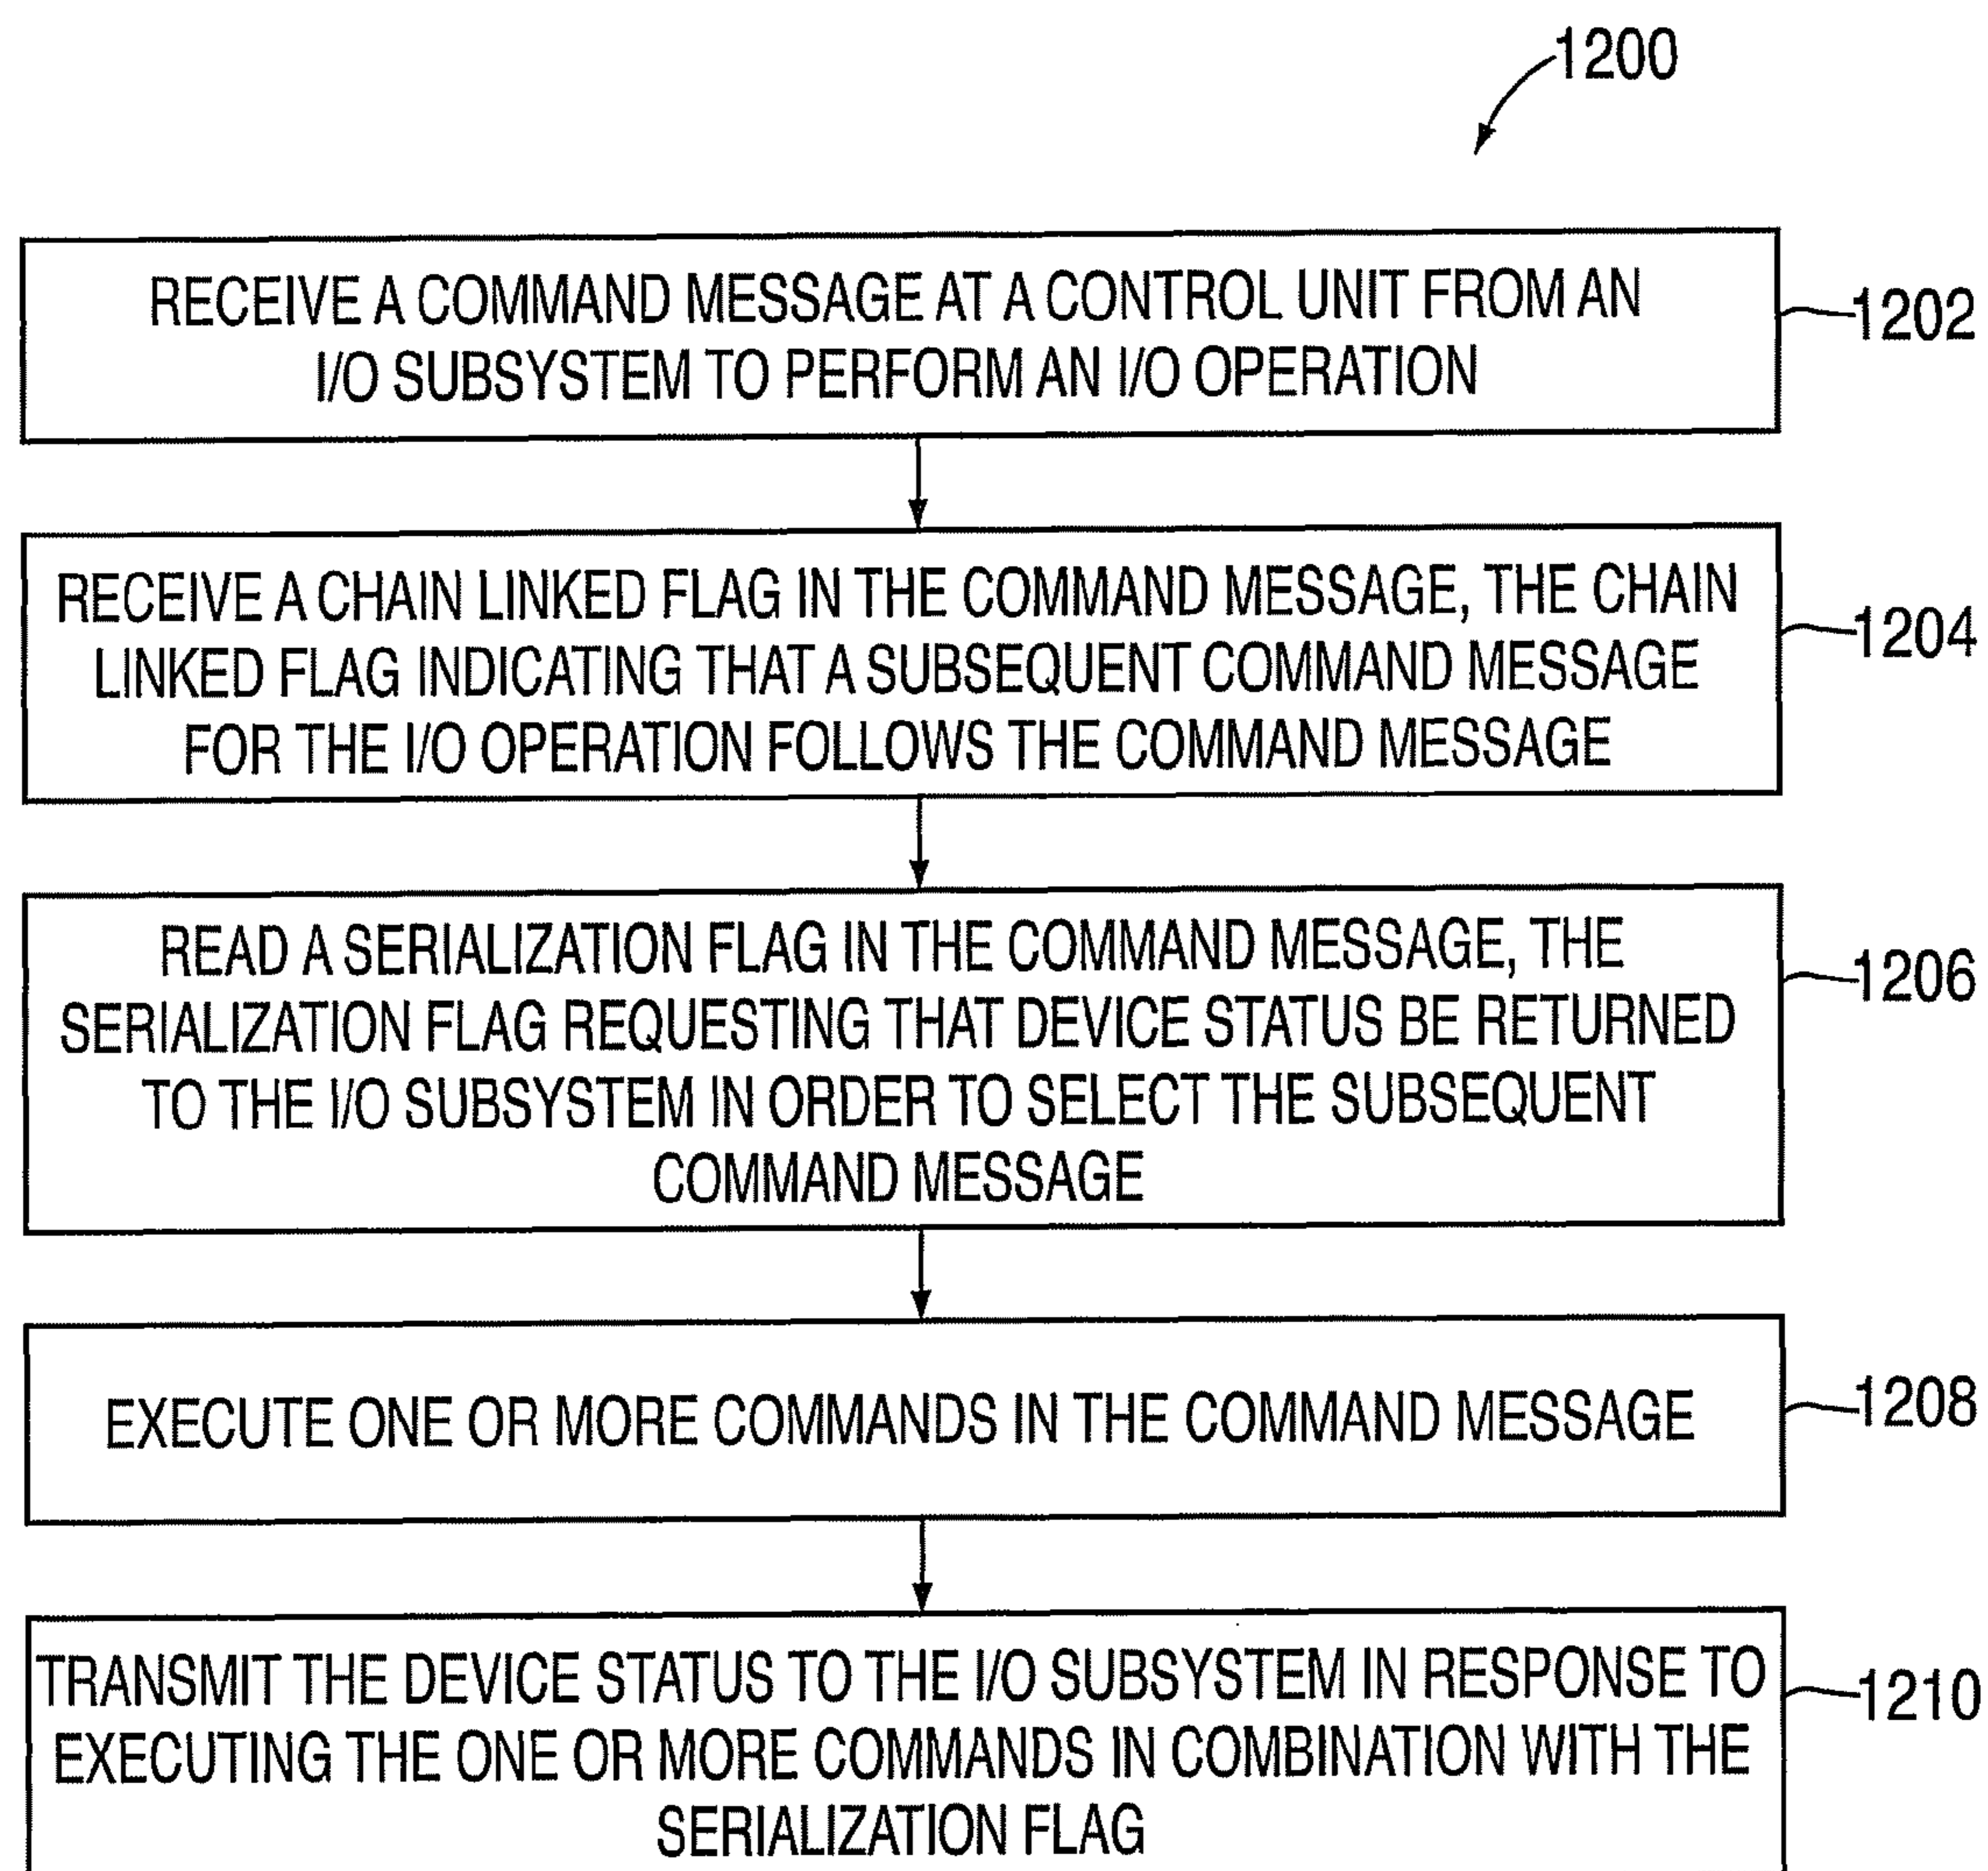 1200
RECEIVE A COMMAND MESSAGE AT A CONTROL UNIT FROM AN
I/O SUBSYSTEM TO PERFORM AN I/O OPERATION
1202
RECEIVE A CHAIN LINKED FLAG IN THE COMMAND MESSAGE, THE CHAIN
LINKED FLAG INDICATING THAT A SUBSEQUENT COMMAND MESSAGE
FOR THE I/O OPERATION FOLLOWS THE COMMAND MESSAGE
1204
READ A SERIALIZATION FLAG IN THE COMMAND MESSAGE, THE
SERIALIZATION FLAG REQUESTING THAT DEVICE STATUS BE RETURNED
TO THE I/O SUBSYSTEM IN ORDER TO SELECT THE SUBSEQUENT
COMMAND MESSAGE
1206
EXECUTE ONE OR MORE COMMANDS IN THE COMMAND MESSAGE
1208
TRANSMIT THE DEVICE STATUS TO THE I/O SUBSYSTEM IN RESPONSE TO
EXECUTING THE ONE OR MORE COMMANDS IN COMBINATION WITH THE
SERIALIZATION FLAG
1210